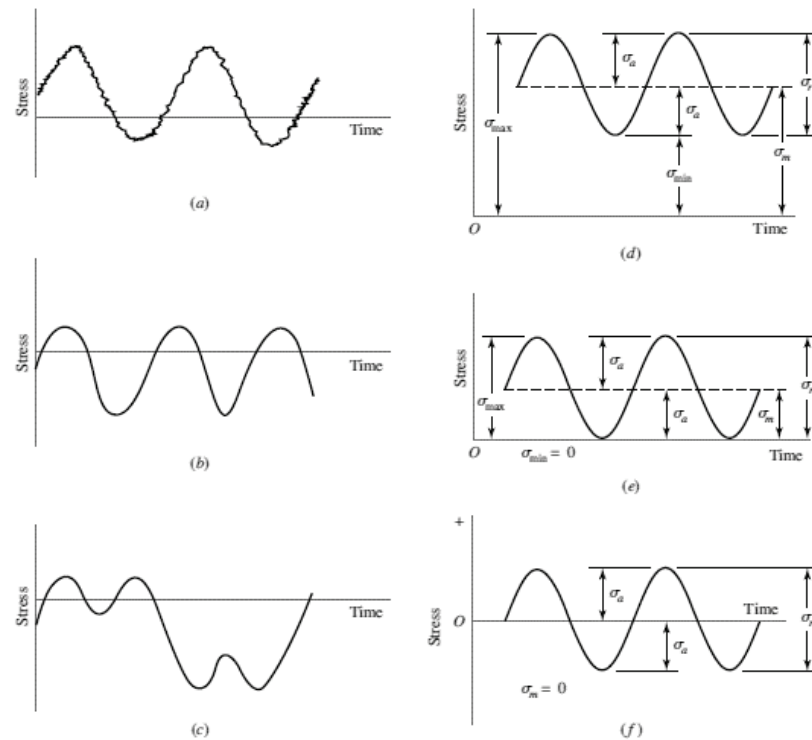 Stress
Time
(a)
Stress
Time
(b)
Stress
Time
(c)
Stress
σmax
σa
σa
σmin
σm
O
Time
(d)
Stress
σmax
σa
σa
σm
O
σmin = 0
Time
(e)
+
Stress
O
σa
σa
Time
σm = 0
(f)